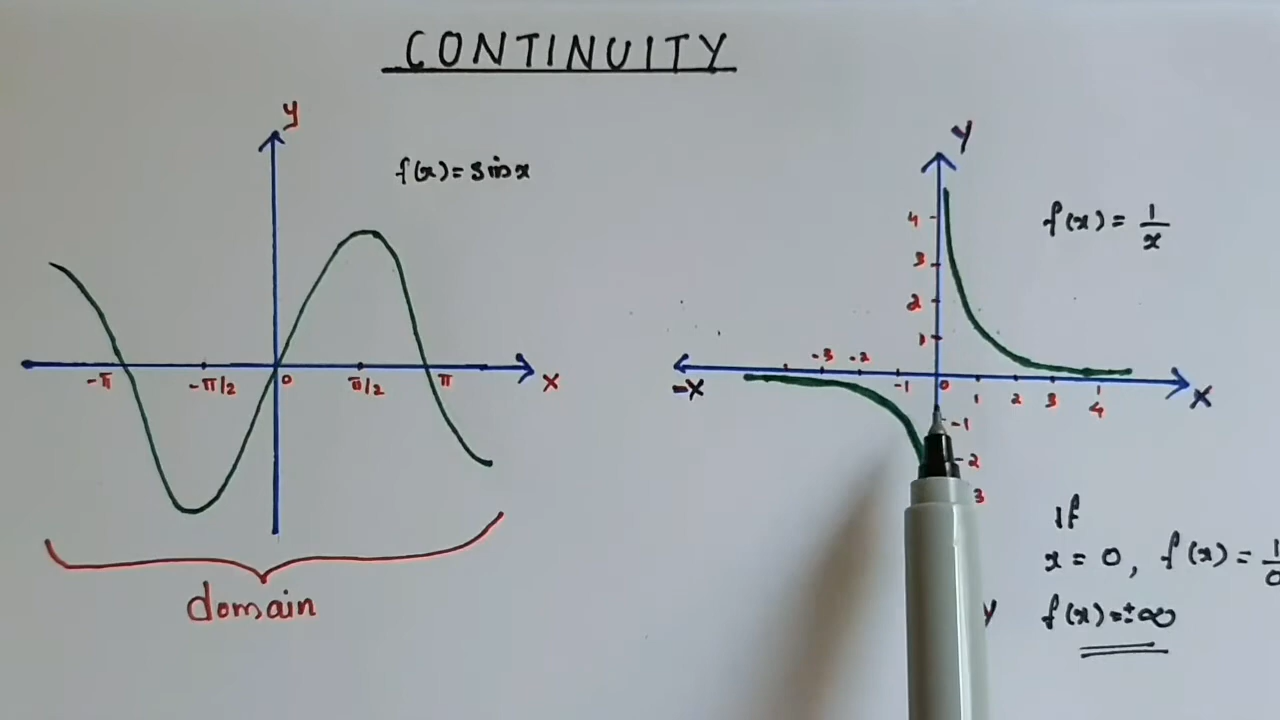 CONTINUITY
y
f(x) = sin x
-π -π/2 0 π/2 π x
domain
y
f(x) = 1/x
4
3
2
1
-3 -2 -1 0 1 2 3 4
-x x
-1
-2
3
If
x = 0, f(x) = 1/0
f(x) = ±∞
y